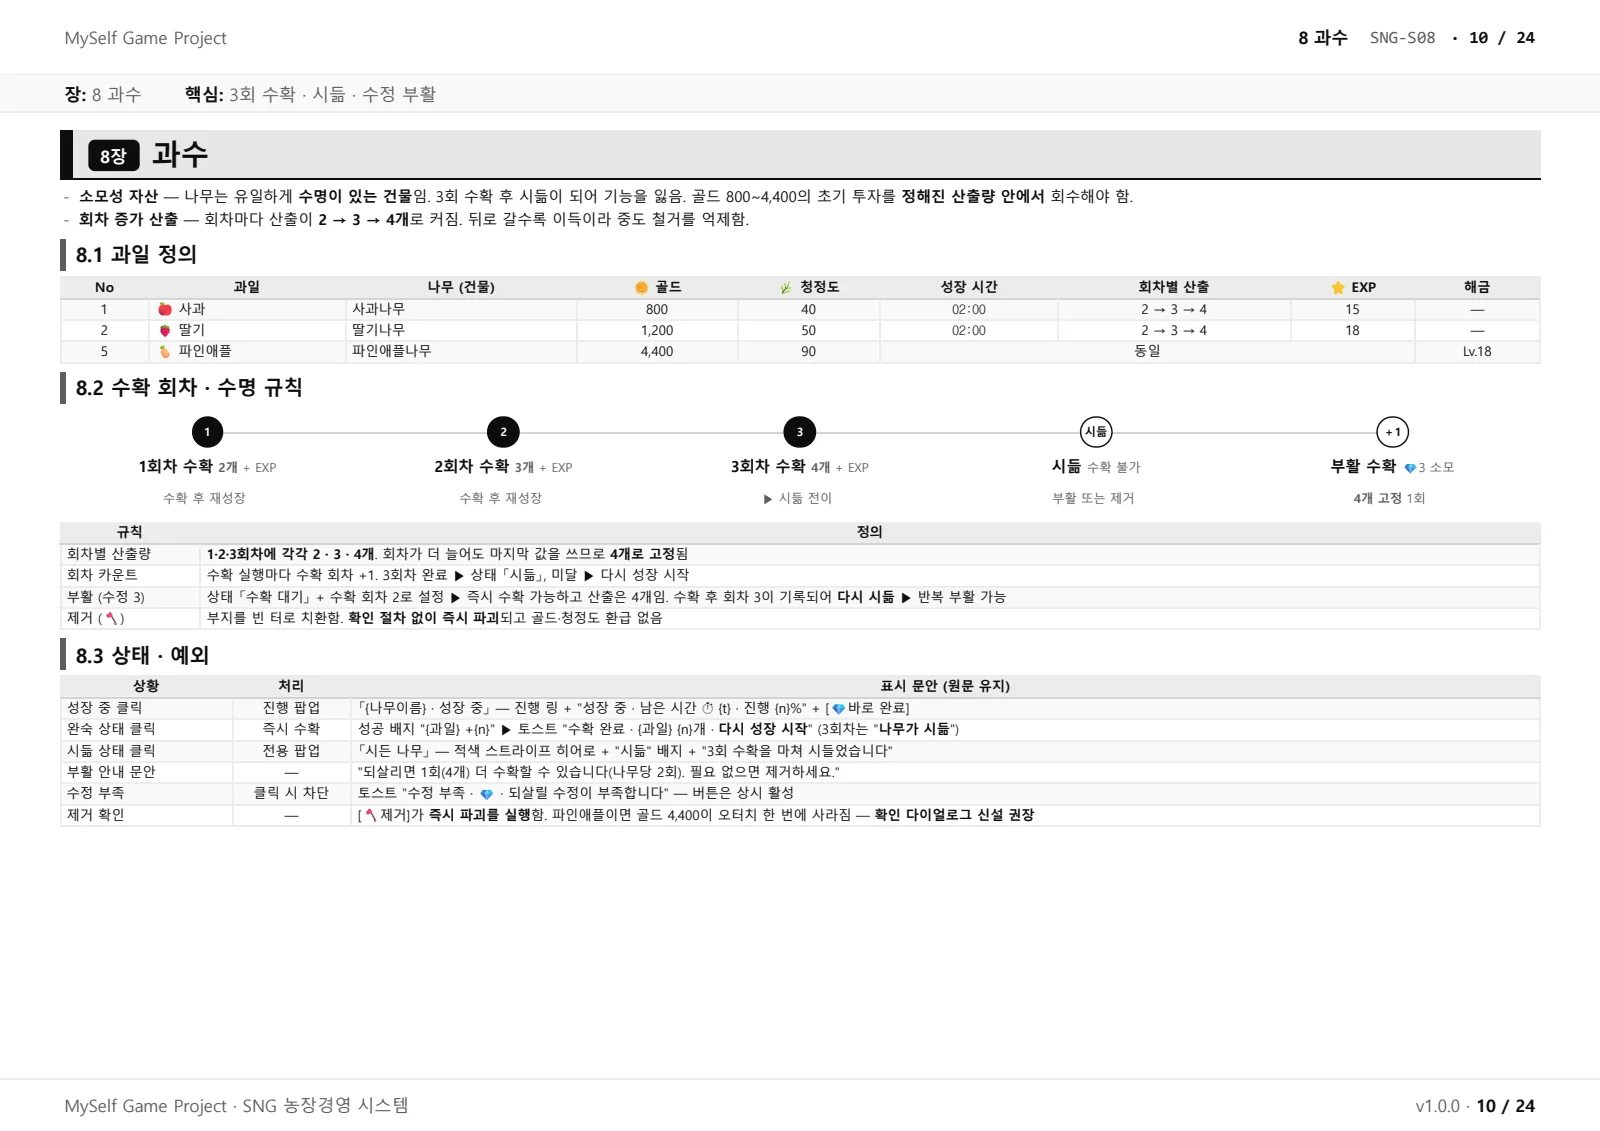 MySelf Game Project
8 과수 SNG-S08 · 10 / 24
장: 8 과수 핵심: 3회 수확 · 시듦 · 수정 부활
8장 과수
- 소모성 자산 — 나무는 유일하게 수명이 있는 건물임. 3회 수확 후 시듦이 되어 기능을 잃음. 골드 800~4,400의 초기 투자를 정해진 산출량 안에서 회수해야 함.
- 회차 증가 산출 — 회차마다 산출이 2 → 3 → 4개로 커짐. 뒤로 갈수록 이득이라 중도 철거를 억제함.
8.1 과일 정의
No 과일 나무 (건물) 골드 청정도 성장 시간 회차별 산출 EXP 해금
1 사과 사과나무 800 40 02:00 2 → 3 → 4 15 —
2 딸기 딸기나무 1,200 50 02:00 2 → 3 → 4 18 —
5 파인애플 파인애플나무 4,400 90 동일 Lv.18
8.2 수확 회차 · 수명 규칙
1 2 3 시듦 +1
1회차 수확 2개 + EXP 2회차 수확 3개 + EXP 3회차 수확 4개 + EXP 시듦 수확 불가 부활 수확 💎3 소모
수확 후 재성장 수확 후 재성장 ▶ 시듦 전이 부활 또는 제거 4개 고정 1회
규칙 정의
회차별 산출량 1·2·3회차에 각각 2 · 3 · 4개. 회차가 더 늘어도 마지막 값을 쓰므로 4개로 고정됨
회차 카운트 수확 실행마다 수확 회차 +1. 3회차 완료 ▶ 상태 「시듦」, 미달 ▶ 다시 성장 시작
부활 (수정 3) 상태 「수확 대기」 + 수확 회차 2로 설정 ▶ 즉시 수확 가능하고 산출은 4개임. 수확 후 회차 3이 기록되어 다시 시듦 ▶ 반복 부활 가능
제거 (🪓) 부지를 빈 터로 치환함. 확인 절차 없이 즉시 파괴되고 골드·청정도 환급 없음
8.3 상태 · 예외
상황 처리 표시 문안 (원문 유지)
성장 중 클릭 진행 팝업 「{나무이름} · 성장 중」 — 진행 링 + "성장 중 · 남은 시간 ⏱ {t} · 진행 {n}%" + [💎바로 완료]
완숙 상태 클릭 즉시 수확 성공 배지 "{과일} +{n}" ▶ 토스트 "수확 완료 · {과일} {n}개 · 다시 성장 시작" (3회차는 "나무가 시듦")
시듦 상태 클릭 전용 팝업 「시든 나무」 — 적색 스트라이프 히어로 + "시듦" 배지 + "3회 수확을 마쳐 시들었습니다"
부활 안내 문안 — "되살리면 1회(4개) 더 수확할 수 있습니다(나무당 2회). 필요 없으면 제거하세요."
수정 부족 클릭 시 차단 토스트 "수정 부족 · 💎 · 되살릴 수정이 부족합니다" — 버튼은 상시 활성
제거 확인 — [🪓제거]가 즉시 파괴를 실행함. 파인애플이면 골드 4,400이 오터치 한 번에 사라짐 — 확인 다이얼로그 신설 권장
MySelf Game Project · SNG 농장경영 시스템
v1.0.0 · 10 / 24